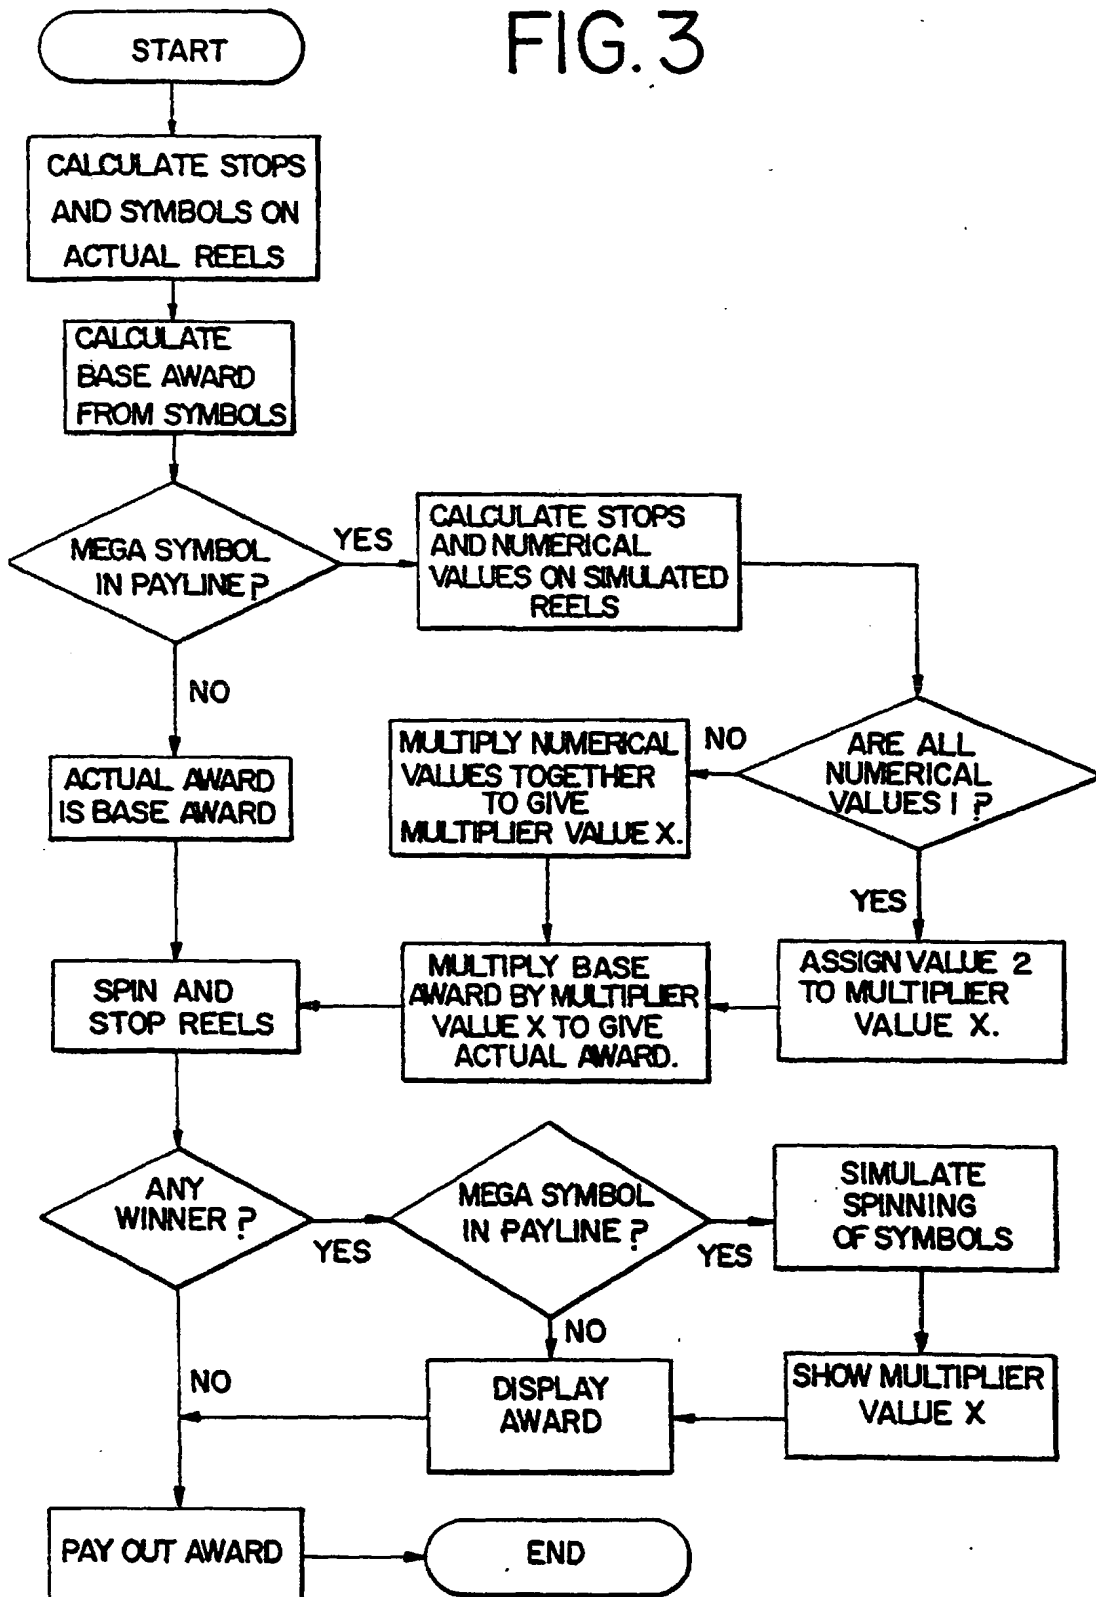 FIG. 3
START
CALCULATE STOPS
AND SYMBOLS ON
ACTUAL REELS
CALCULATE
BASE AWARD
FROM SYMBOLS
MEGA SYMBOL
IN PAYLINE?
YES
CALCULATE STOPS
AND NUMERICAL
VALUES ON SIMULATED
REELS
NO
ARE ALL
NUMERICAL
VALUES 1?
NO
MULTIPLY NUMERICAL
VALUES TOGETHER
TO GIVE
MULTIPLIER VALUE X.
YES
ACTUAL AWARD
IS BASE AWARD
ASSIGN VALUE 2
TO MULTIPLIER
VALUE X.
MULTIPLY BASE
AWARD BY MULTIPLIER
VALUE X TO GIVE
ACTUAL AWARD.
SPIN AND
STOP REELS
ANY
WINNER?
YES
MEGA SYMBOL
IN PAYLINE?
YES
SIMULATE
SPINNING
OF SYMBOLS
NO
NO
SHOW MULTIPLIER
VALUE X
DISPLAY
AWARD
PAY OUT AWARD
END